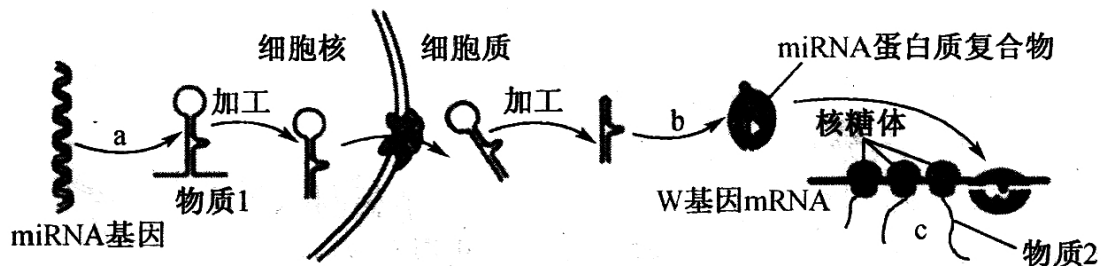 细胞核
细胞质
miRNA蛋白质复合物
加工
加工
a
b
核糖体
物质1
W基因mRNA
miRNA基因
c
物质2